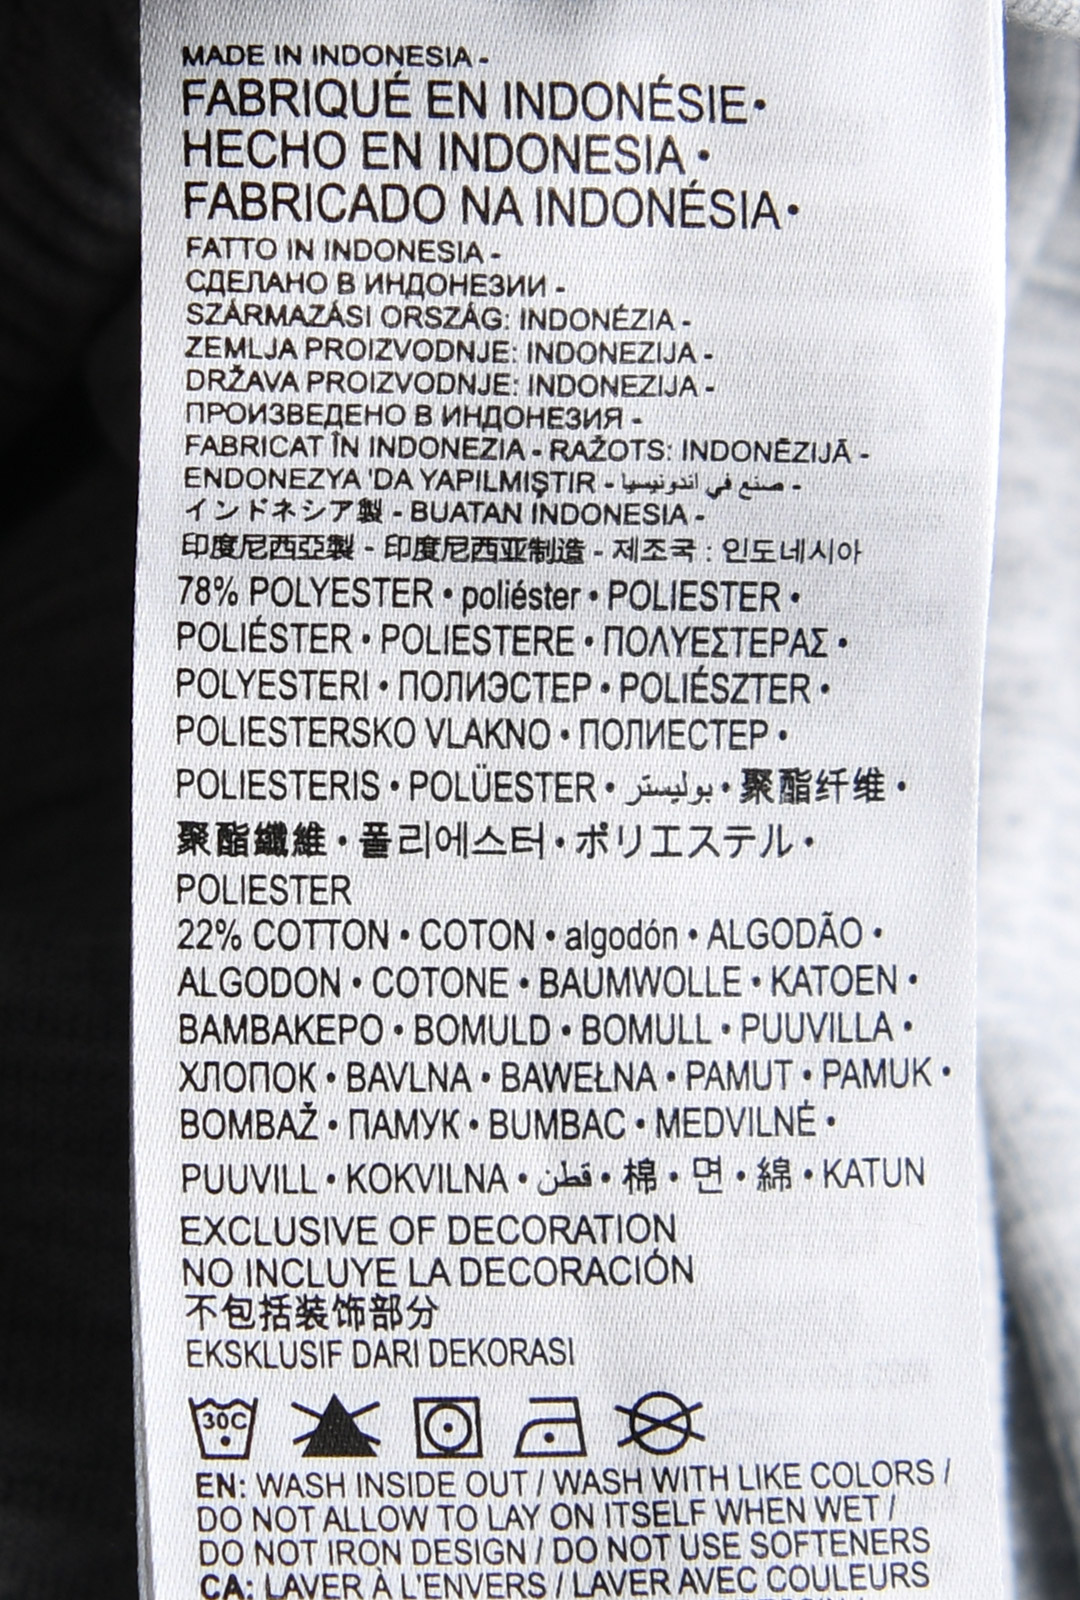 MADE IN INDONESIA -
FABRIQUÉ EN INDONÉSIE•
HECHO EN INDONESIA •
FABRICADO NA INDONÉSIA•
FATTO IN INDONESIA -
СДЕЛАНО В ИНДОНЕЗИИ -
SZÁRMAZÁSI ORSZÁG: INDONÉZIA -
ZEMLJA PROIZVODNJE: INDONEZIJA -
DRŽAVA PROIZVODNJE: INDONEZIJA -
ПРОИЗВЕДЕНО В ИНДОНЕЗИЯ -
FABRICAT ÎN INDONEZIA - RAŽOTS: INDONĒZIJĀ -
ENDONEZYA 'DA YAPILMIŞTIR - صنع في اندونيسيا -
インドネシア製 - BUATAN INDONESIA -
印度尼西亞製 - 印度尼西亚制造 - 제조국 : 인도네시아
78% POLYESTER • poliéster • POLIESTER •
POLIÉSTER • POLIESTERE • ΠΟΛΥΕΣΤΕΡΑΣ •
POLYESTERI • ПОЛИЭСТЕР • POLIÉSZTER •
POLIESTERSKO VLAKNO • ПОЛИЕСТЕР •
POLIESTERIS • POLÜESTER • بوليستر • 聚酯纤维 •
聚酯纖維 • 폴리에스터 • ポリエステル •
POLIESTER
22% COTTON • COTON • algodón • ALGODÃO •
ALGODON • COTONE • BAUMWOLLE • KATOEN •
ΒΑΜΒΑΚΕΡΟ • BOMULD • BOMULL • PUUVILLA •
ХЛОПОК • BAVLNA • BAWEŁNA • PAMUT • PAMUK •
BOMBAŽ • ПАМУК • BUMBAC • MEDVILNÉ •
PUUVILL • KOKVILNA • قطن • 棉 • 면 • 綿 • KATUN
EXCLUSIVE OF DECORATION
NO INCLUYE LA DECORACIÓN
不包括装饰部分
EKSKLUSIF DARI DEKORASI
30C
EN: WASH INSIDE OUT / WASH WITH LIKE COLORS /
DO NOT ALLOW TO LAY ON ITSELF WHEN WET /
DO NOT IRON DESIGN / DO NOT USE SOFTENERS
CA: LAVER À L'ENVERS / LAVER AVEC COULEURS